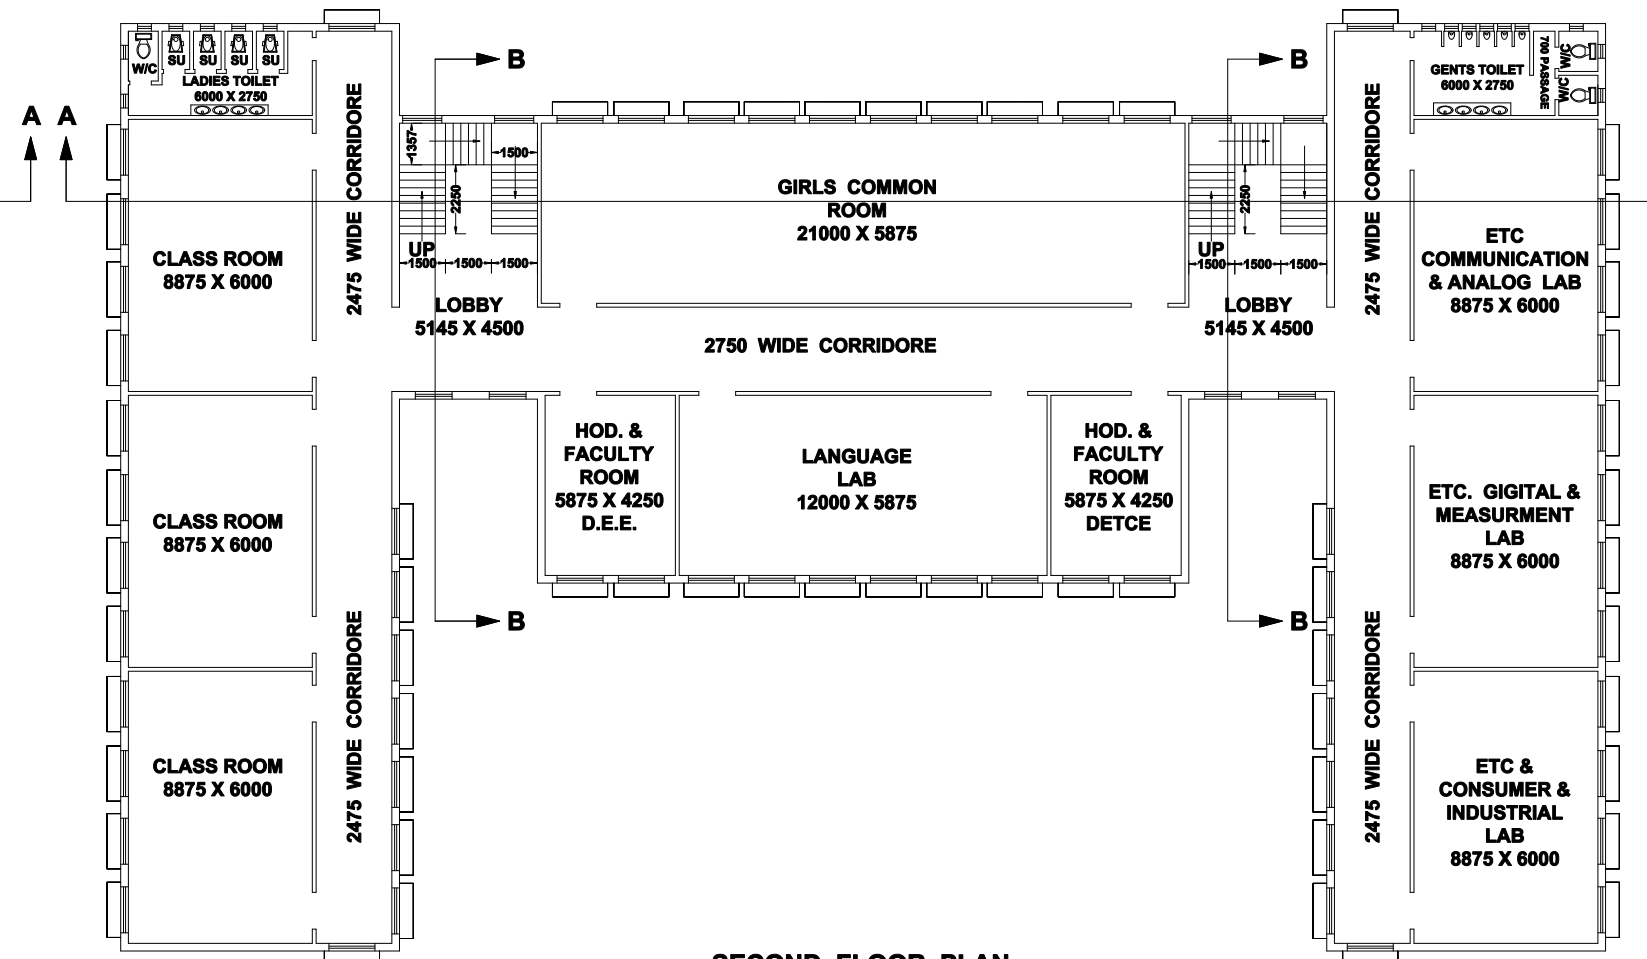 A
A
B
B
W/C
SU
SU
SU
SU
LADIES TOILET
6000 X 2750
GENTS TOILET
6000 X 2750
700 PASSAGE
W/C
W/C
2475 WIDE CORRIDORE
1357
1500
2250
UP
1500
1500
1500
LOBBY
5145 X 4500
CLASS ROOM
8875 X 6000
GIRLS COMMON
ROOM
21000 X 5875
2750 WIDE CORRIDORE
2250
UP
1500
1500
1500
LOBBY
5145 X 4500
2475 WIDE CORRIDORE
ETC
COMMUNICATION
& ANALOG LAB
8875 X 6000
CLASS ROOM
8875 X 6000
HOD. &
FACULTY
ROOM
5875 X 4250
D.E.E.
LANGUAGE
LAB
12000 X 5875
HOD. &
FACULTY
ROOM
5875 X 4250
DETCE
ETC. GIGITAL &
MEASURMENT
LAB
8875 X 6000
B
B
2475 WIDE CORRIDORE
2475 WIDE CORRIDORE
CLASS ROOM
8875 X 6000
ETC &
CONSUMER &
INDUSTRIAL
LAB
8875 X 6000
SECOND FLOOR PLAN